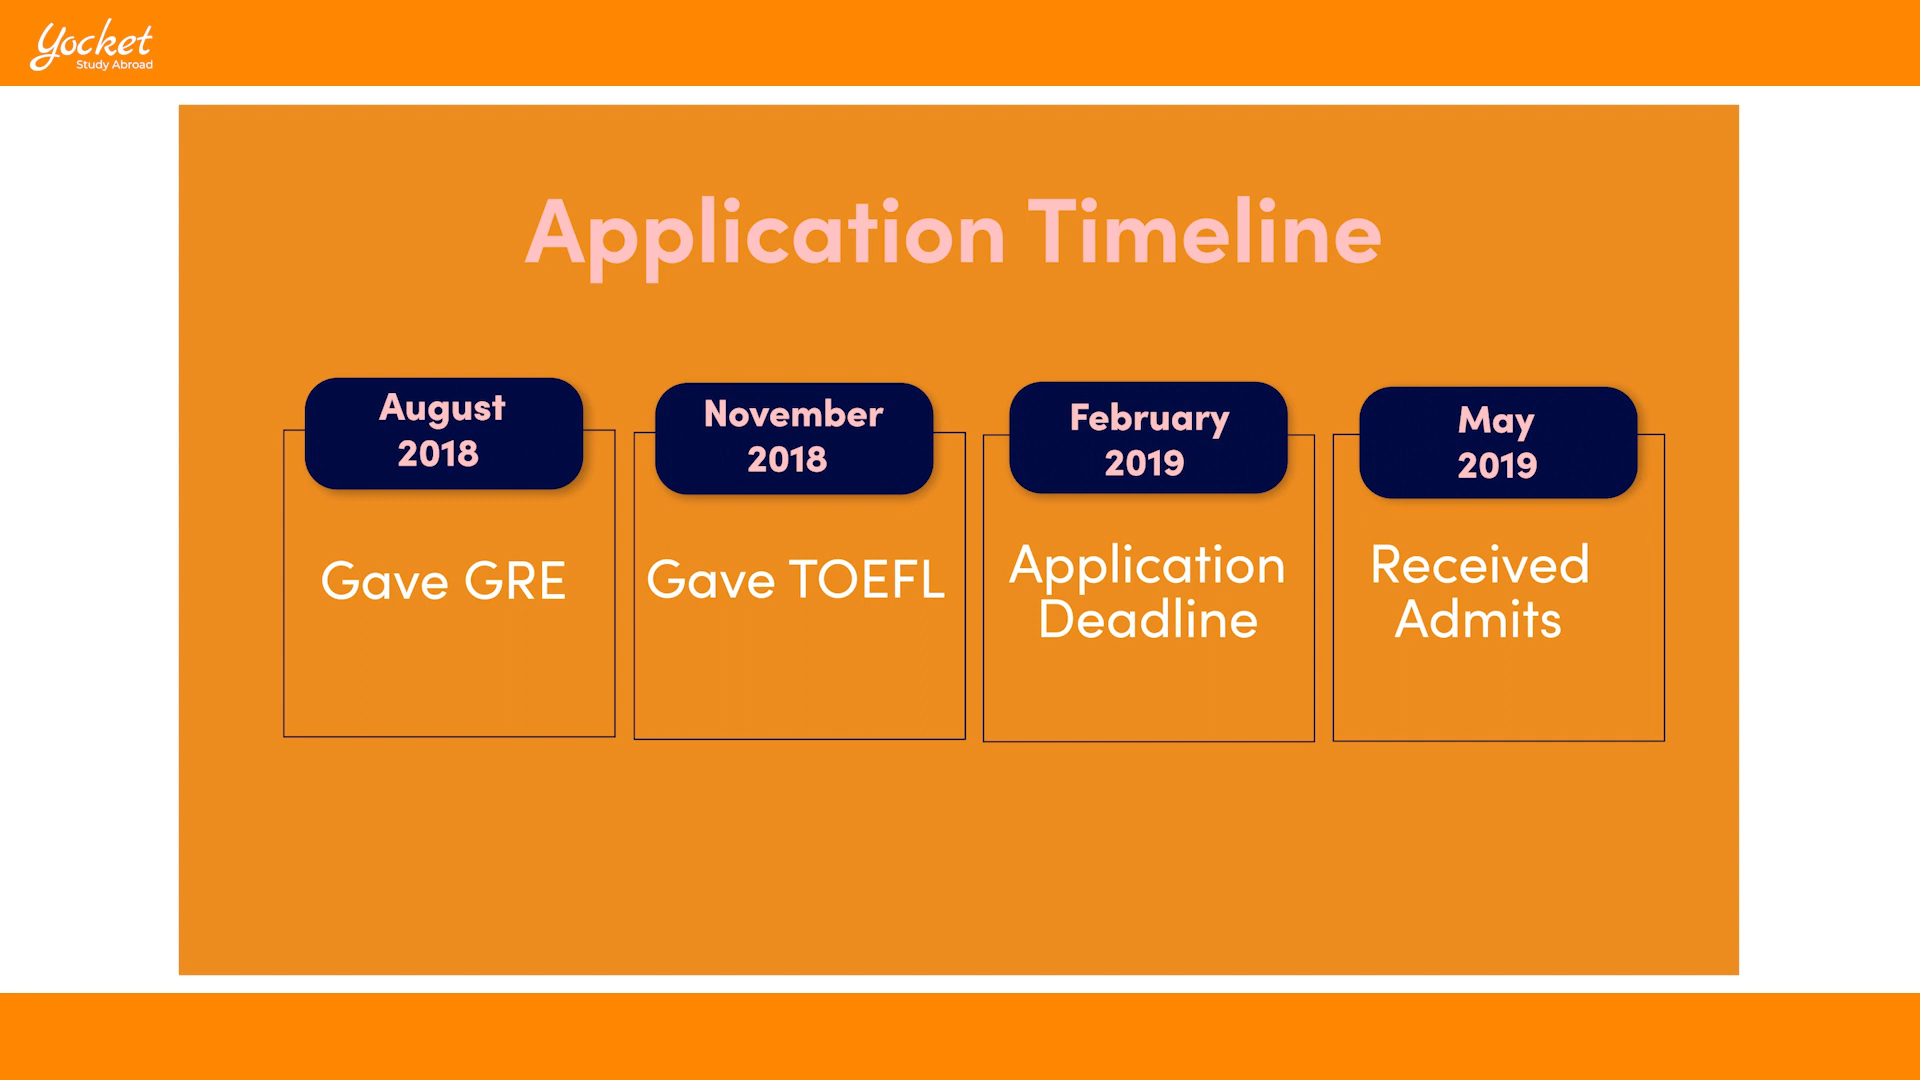 Yocket
Study Abroad
Application Timeline
August
2018
Gave GRE
November
2018
Gave TOEFL
February
2019
Application
Deadline
May
2019
Received
Admits